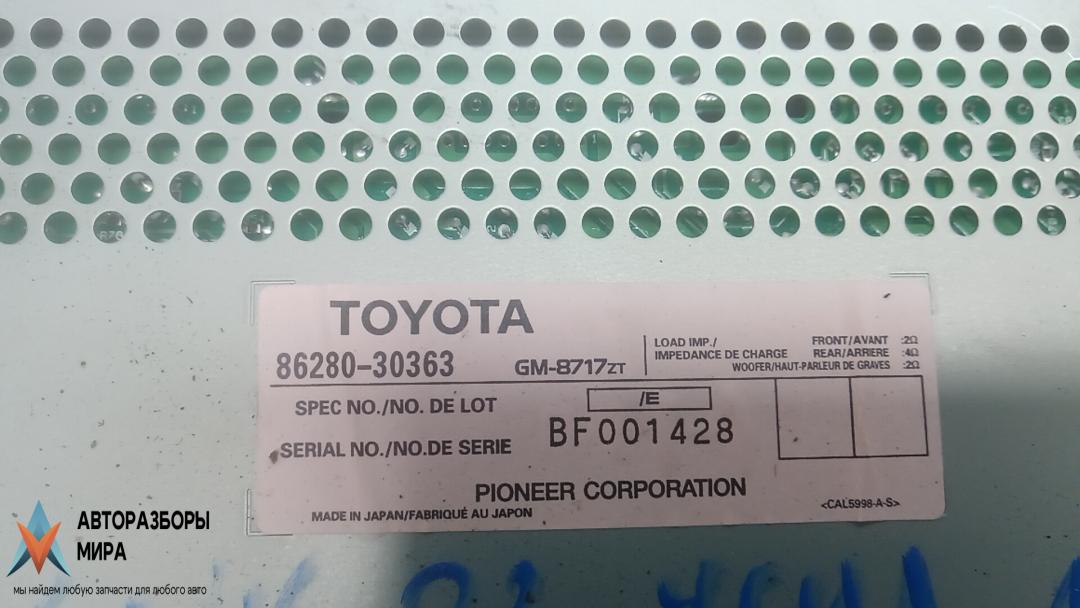 TOYOTA
86280-30363 GM-8717ZT
LOAD IMP./
IMPEDANCE DE CHARGE
FRONT/AVANT :2Ω
REAR/ARRIERE :4Ω
WOOFER/HAUT-PARLEUR DE GRAVES :2Ω
SPEC NO./NO. DE LOT /E
SERIAL NO./NO.DE SERIE BF001428
PIONEER CORPORATION
MADE IN JAPAN/FABRIQUÉ AU JAPON <CAL5998-A-S>
АВТОРАЗБОРЫ
МИРА
мы найдем любую запчасти для любого авто